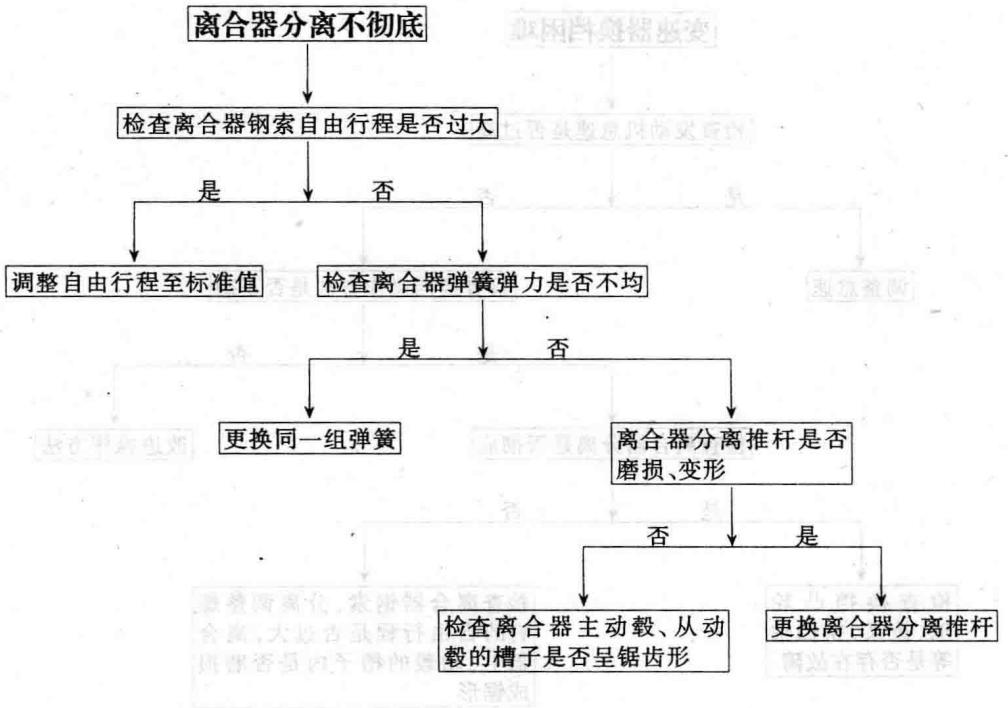 离合器分离不彻底
检查离合器钢索自由行程是否过大
是
否
调整自由行程至标准值
检查离合器弹簧弹力是否不均
是
否
更换同一组弹簧
离合器分离推杆是否
磨损、变形
否
是
检查离合器主动毂、从动
毂的槽子是否呈锯齿形
更换离合器分离推杆